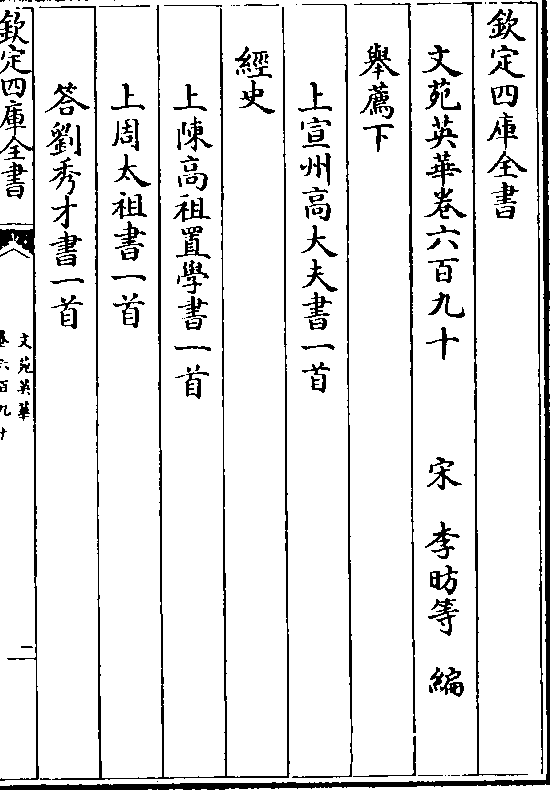 欽定四庫全書
文苑英華卷六百九十　宋　李昉等　編
舉薦下
上宣州高大夫書一首
經史
上陳高祖置學書一首
上周太祖書一首
答劉秀才書一首
欽定四庫全書
文苑英華
卷六百九十
二